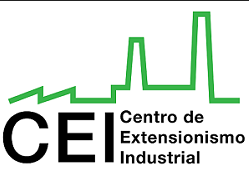 CEI
Centro de
Extensionismo
Industrial